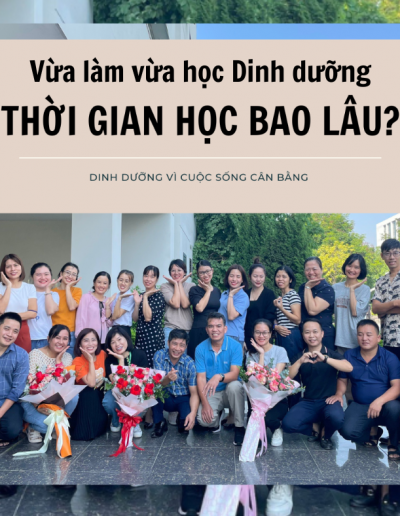 Vừa làm vừa học Dinh dưỡng
THỜI GIAN HỌC BAO LÂU?
DINH DƯỠNG VÌ CUỘC SỐNG CÂN BẰNG